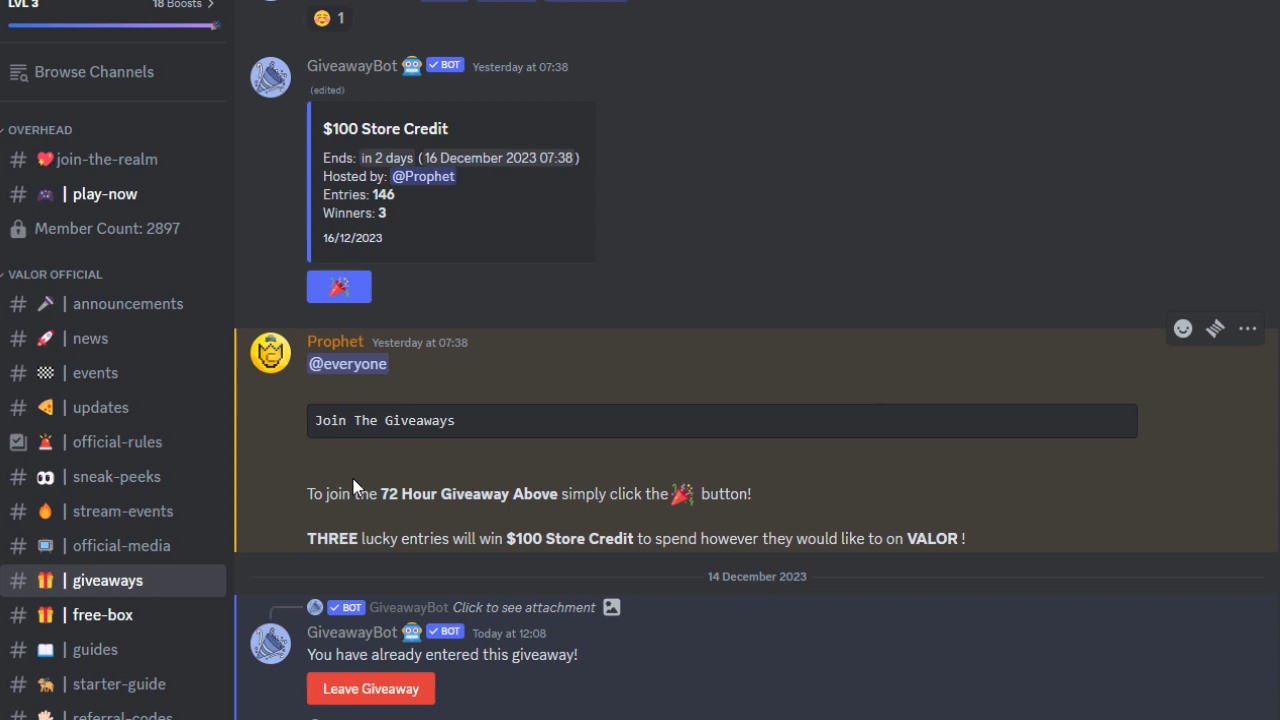 LVL 3
18 Boosts
Browse Channels
OVERHEAD
join-the-realm
| play-now
Member Count: 2897
VALOR OFFICIAL
| announcements
| news
| events
| updates
| official-rules
| sneak-peeks
| stream-events
| official-media
| giveaways
| free-box
| guides
| starter-guide
| referral-codes
1
GiveawayBot BOT Yesterday at 07:38
(edited)
$100 Store Credit
Ends: in 2 days (16 December 2023 07:38)
Hosted by: @Prophet
Entries: 146
Winners: 3
16/12/2023
Prophet Yesterday at 07:38
@everyone
Join The Giveaways
To join the 72 Hour Giveaway Above simply click the button!
THREE lucky entries will win $100 Store Credit to spend however they would like to on VALOR !
14 December 2023
BOT GiveawayBot Click to see attachment
GiveawayBot BOT Today at 12:08
You have already entered this giveaway!
Leave Giveaway